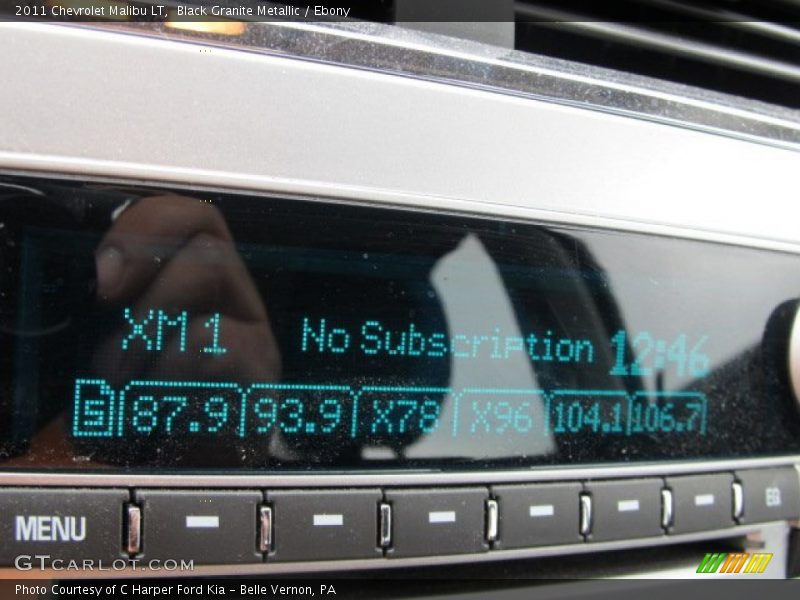 2011 Chevrolet Malibu LT, Black Granite Metallic / Ebony
XM 1 No Subscription 12:46
5 87.9 93.9 X78 X96 104.1 106.7
MENU
GTCARLOT.COM
Photo Courtesy of C Harper Ford Kia - Belle Vernon, PA